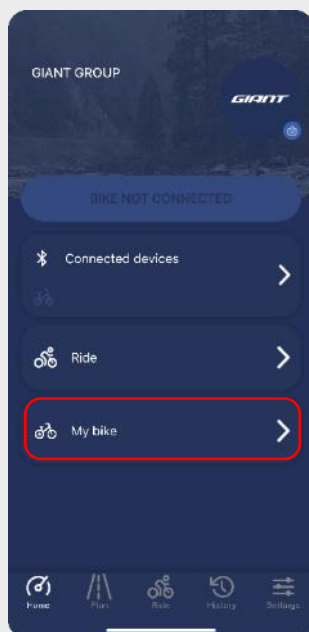 GIANT GROUP
GIANT
BIKE NOT CONNECTED
Connected devices
Ride
My bike
Home
Plan
Ride
History
Settings